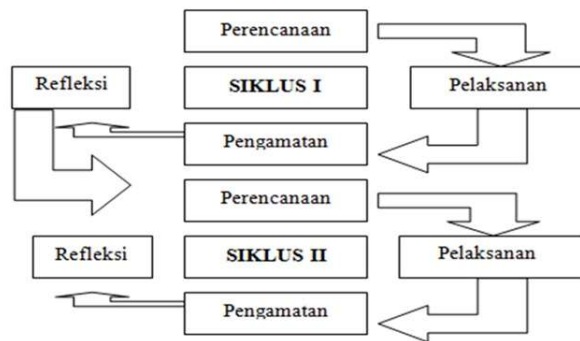 Perencanaan
Refleksi
SIKLUS I
Pelaksanan
Pengamatan
Perencanaan
Refleksi
SIKLUS II
Pelaksanan
Pengamatan